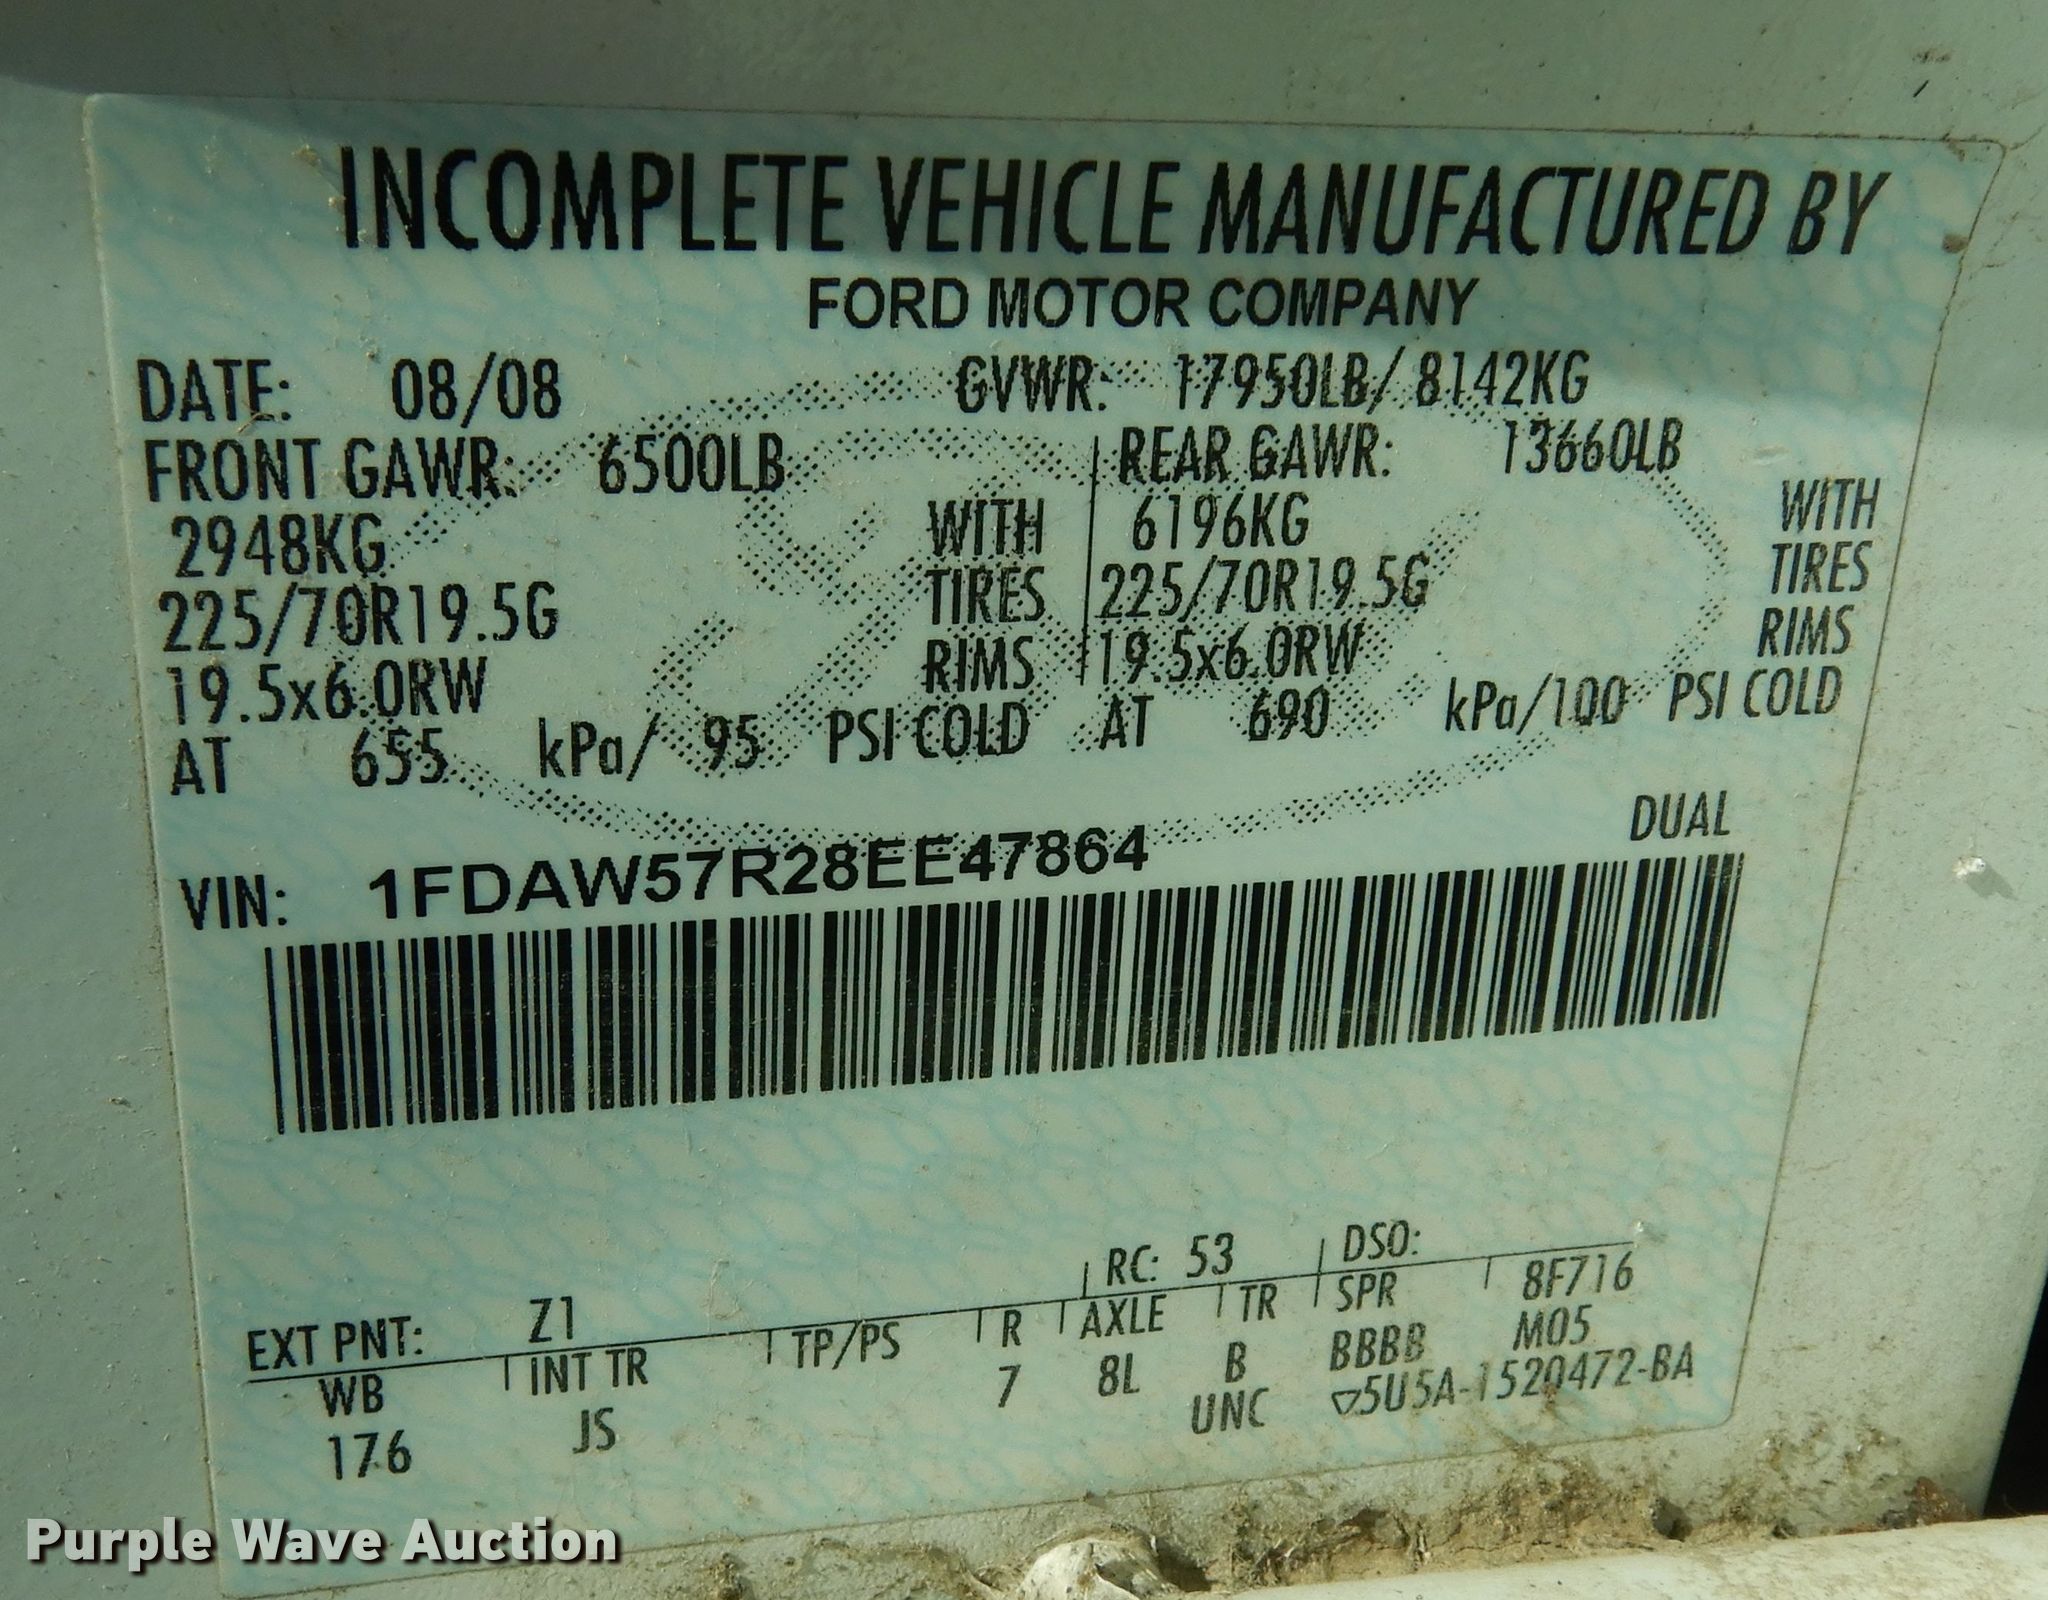 INCOMPLETE VEHICLE MANUFACTURED BY
FORD MOTOR COMPANY
DATE: 08/08 GVWR: 17950LB/ 8142KG
FRONT GAWR: 6500LB REAR GAWR: 13660LB
2948KG WITH 6196KG WITH
225/70R19.5G TIRES 225/70R19.5G TIRES
19.5x6.0RW RIMS 19.5x6.0RW RIMS
AT 655 kPa/ 95 PSI COLD AT 690 kPa/100 PSI COLD
DUAL
VIN: 1FDAW57R28EE47864
EXT PNT: Z1 RC: 53 DSO:
WB INT TR TP/PS R AXLE TR SPR 8F716
176 JS 7 8L B BBBB M05
UNC ▽5U5A-1520472-BA
Purple Wave Auction